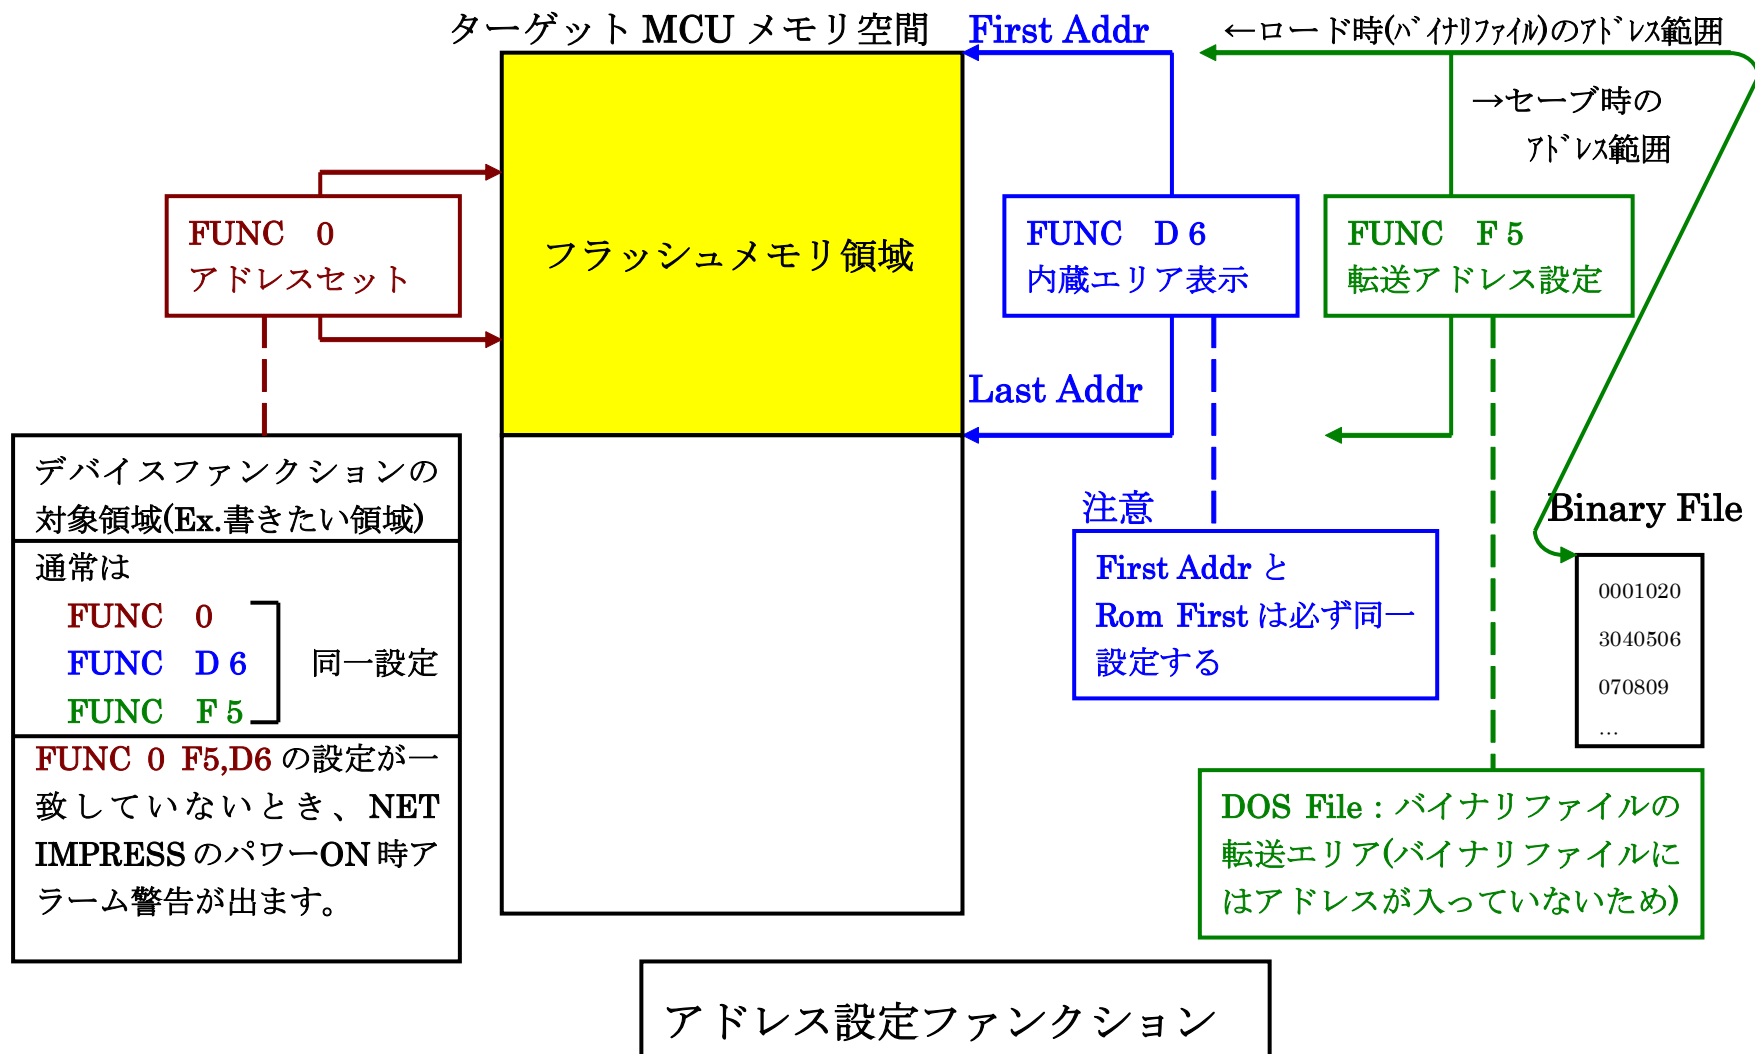 ターゲット MCU メモリ空間
First Addr
←ロード時(ﾊﾞｲﾅﾘﾌｧｲﾙ)のｱﾄﾞﾚｽ範囲
→セーブ時の
ｱﾄﾞﾚｽ範囲
FUNC 0
アドレスセット
フラッシュメモリ領域
FUNC D 6
内蔵エリア表示
FUNC F 5
転送アドレス設定
Last Addr
デバイスファンクションの
対象領域(Ex.書きたい領域)
通常は
FUNC 0
FUNC D 6
FUNC F 5
同一設定
FUNC 0 F5,D6 の設定が一
致していないとき、NET
IMPRESS のパワーON 時ア
ラーム警告が出ます。
注意
First Addr と
Rom First は必ず同一
設定する
Binary File
0001020
3040506
070809
…
DOS File : バイナリファイルの
転送エリア(バイナリファイルに
はアドレスが入っていないため)
アドレス設定ファンクション